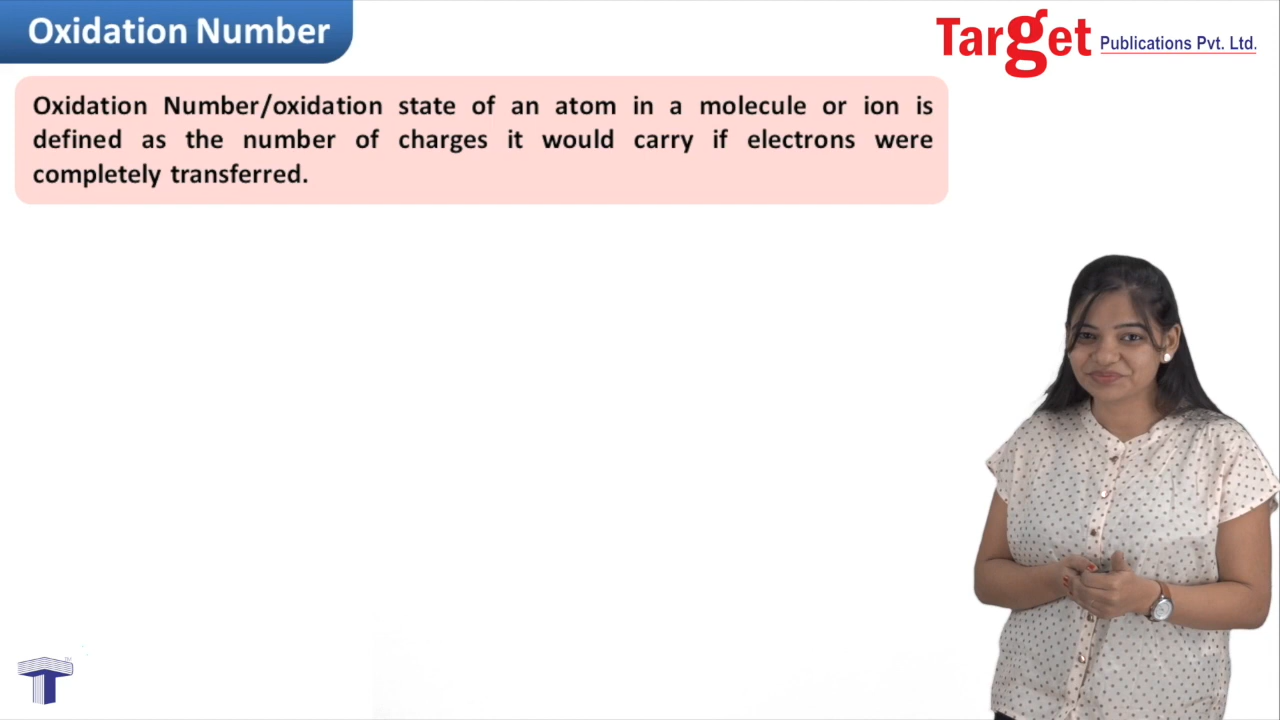 Oxidation Number
Target Publications Pvt. Ltd.
Oxidation Number/oxidation state of an atom in a molecule or ion is
defined as the number of charges it would carry if electrons were
completely transferred.